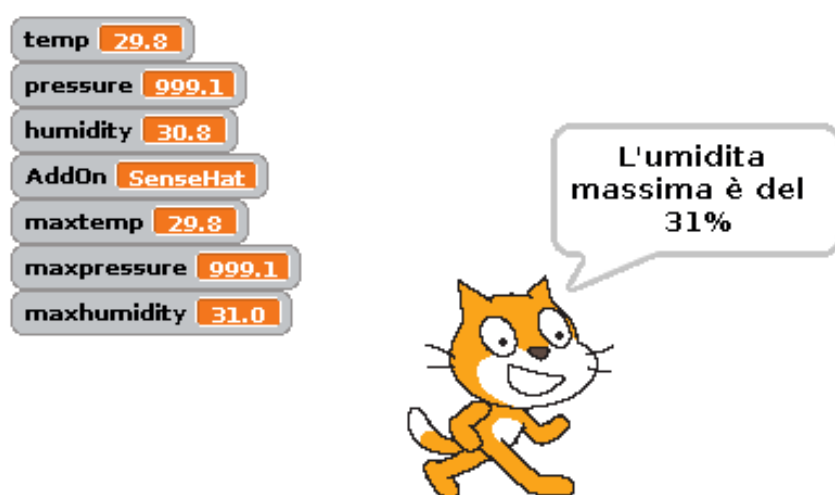 temp 29.8
pressure 999.1
humidity 30.8
AddOn SenseHat
maxtemp 29.8
maxpressure 999.1
maxhumidity 31.0
L'umidita
massima è del
31%